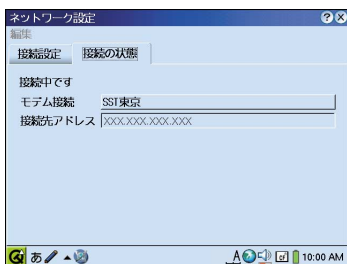 ネットワーク設定
編集
接続設定 接続の状態
接続中です
モデム接続 SST東京
接続先アドレス XXX.XXX.XXX.XXX
あ A 10:00 AM